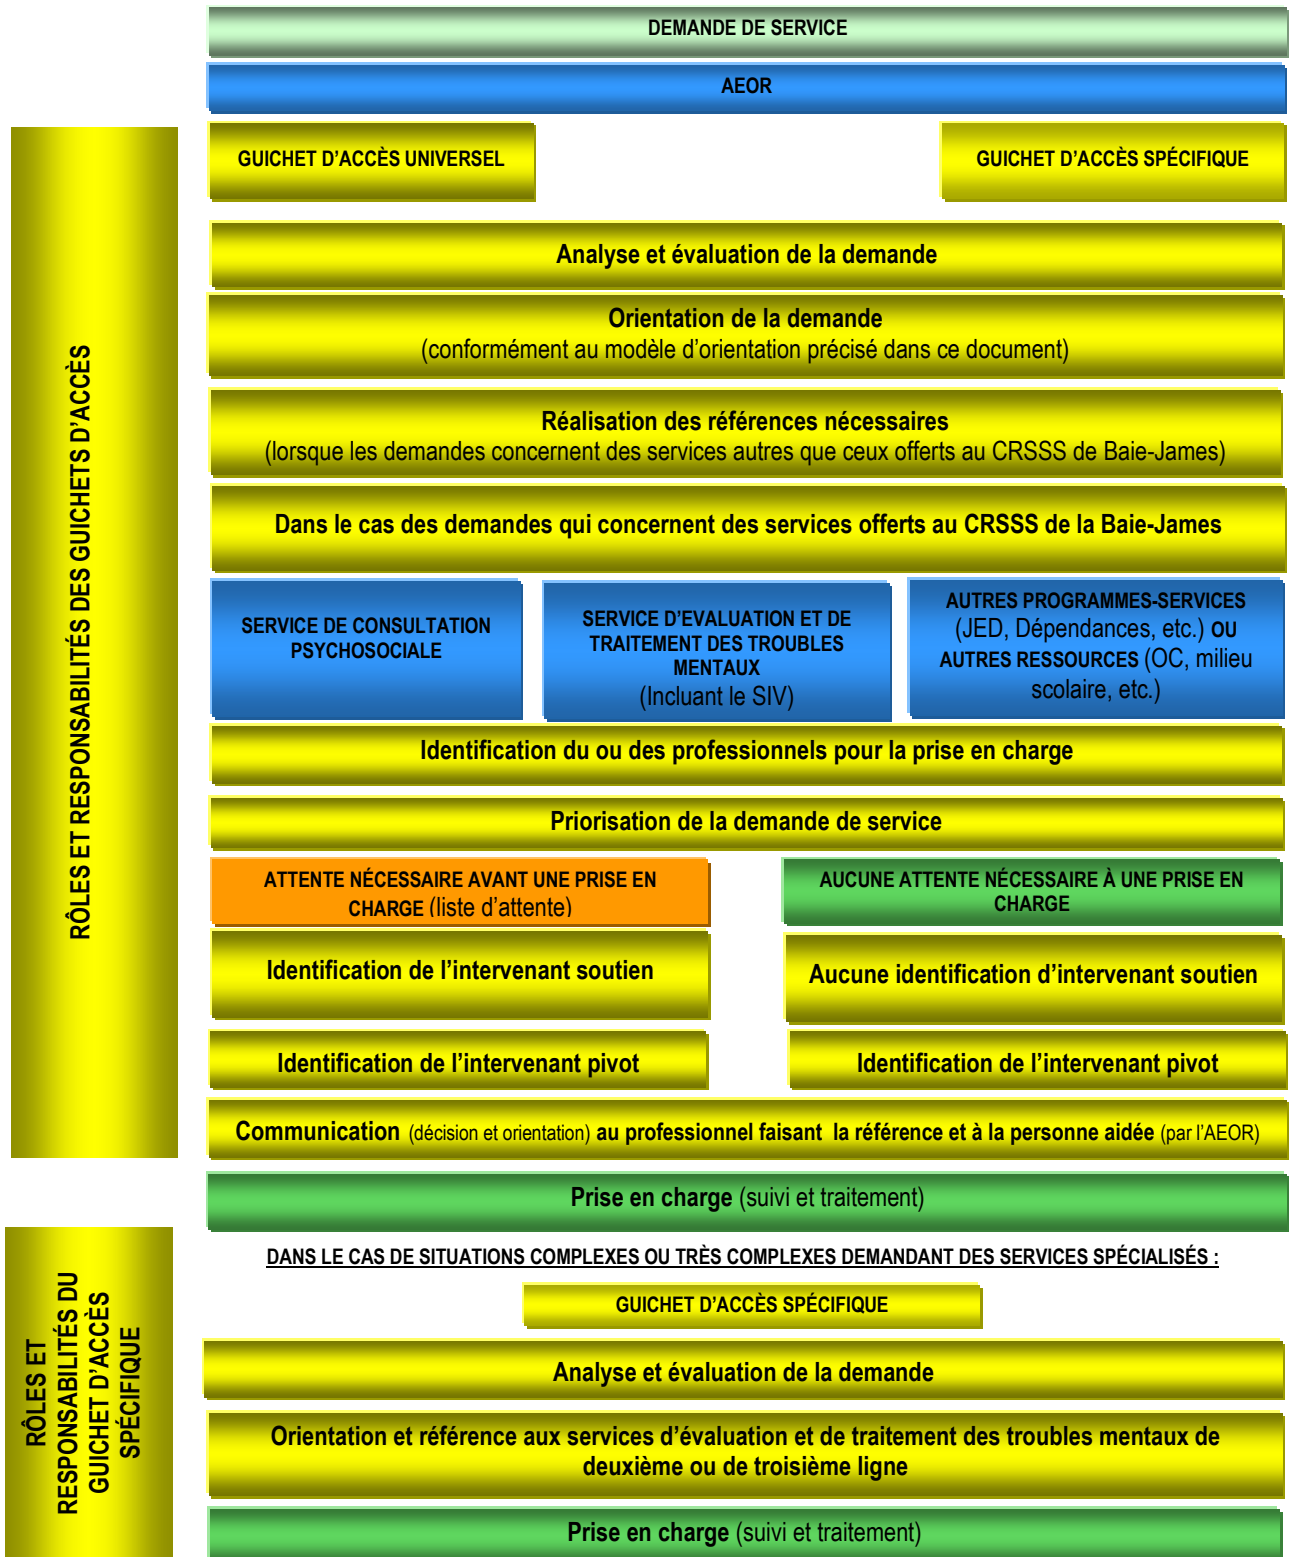 DEMANDE DE SERVICE
AEOR
RÔLES ET RESPONSABILITÉS DES GUICHETS D'ACCÈS
GUICHET D'ACCÈS UNIVERSEL
GUICHET D'ACCÈS SPÉCIFIQUE
Analyse et évaluation de la demande
Orientation de la demande
(conformément au modèle d'orientation précisé dans ce document)
Réalisation des références nécessaires
(lorsque les demandes concernent des services autres que ceux offerts au CRSSS de Baie-James)
Dans le cas des demandes qui concernent des services offerts au CRSSS de la Baie-James
SERVICE DE CONSULTATION
PSYCHOSOCIALE
SERVICE D'EVALUATION ET DE
TRAITEMENT DES TROUBLES
MENTAUX
(Incluant le SIV)
AUTRES PROGRAMMES-SERVICES
(JED, Dépendances, etc.) OU
AUTRES RESSOURCES (OC, milieu
scolaire, etc.)
Identification du ou des professionnels pour la prise en charge
Priorisation de la demande de service
ATTENTE NÉCESSAIRE AVANT UNE PRISE EN
CHARGE (liste d'attente)
AUCUNE ATTENTE NÉCESSAIRE À UNE PRISE EN
CHARGE
Identification de l'intervenant soutien
Aucune identification d'intervenant soutien
Identification de l'intervenant pivot
Identification de l'intervenant pivot
Communication (décision et orientation) au professionnel faisant la référence et à la personne aidée (par l'AEOR)
Prise en charge (suivi et traitement)
RÔLES ET
RESPONSABILITÉS DU
GUICHET D'ACCÈS
SPÉCIFIQUE
DANS LE CAS DE SITUATIONS COMPLEXES OU TRÈS COMPLEXES DEMANDANT DES SERVICES SPÉCIALISÉS :
GUICHET D'ACCÈS SPÉCIFIQUE
Analyse et évaluation de la demande
Orientation et référence aux services d'évaluation et de traitement des troubles mentaux de
deuxième ou de troisième ligne
Prise en charge (suivi et traitement)